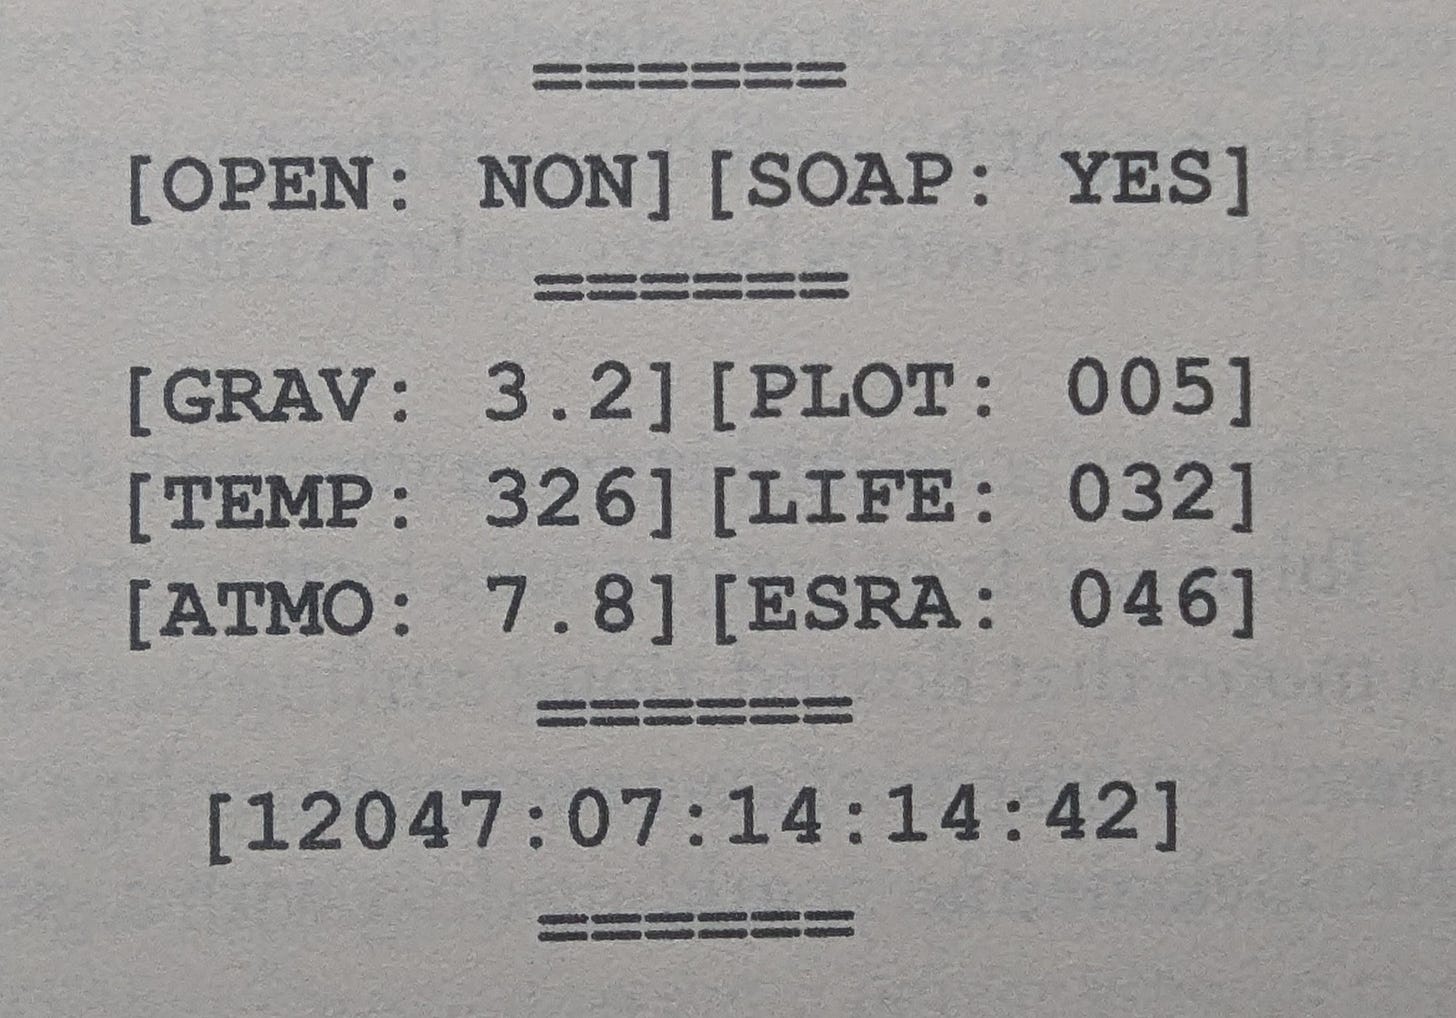 ======
[OPEN: NON][SOAP: YES]
======
[GRAV: 3.2][PLOT: 005]
[TEMP: 326][LIFE: 032]
[ATMO: 7.8][ESRA: 046]
======
[12047:07:14:14:42]
======